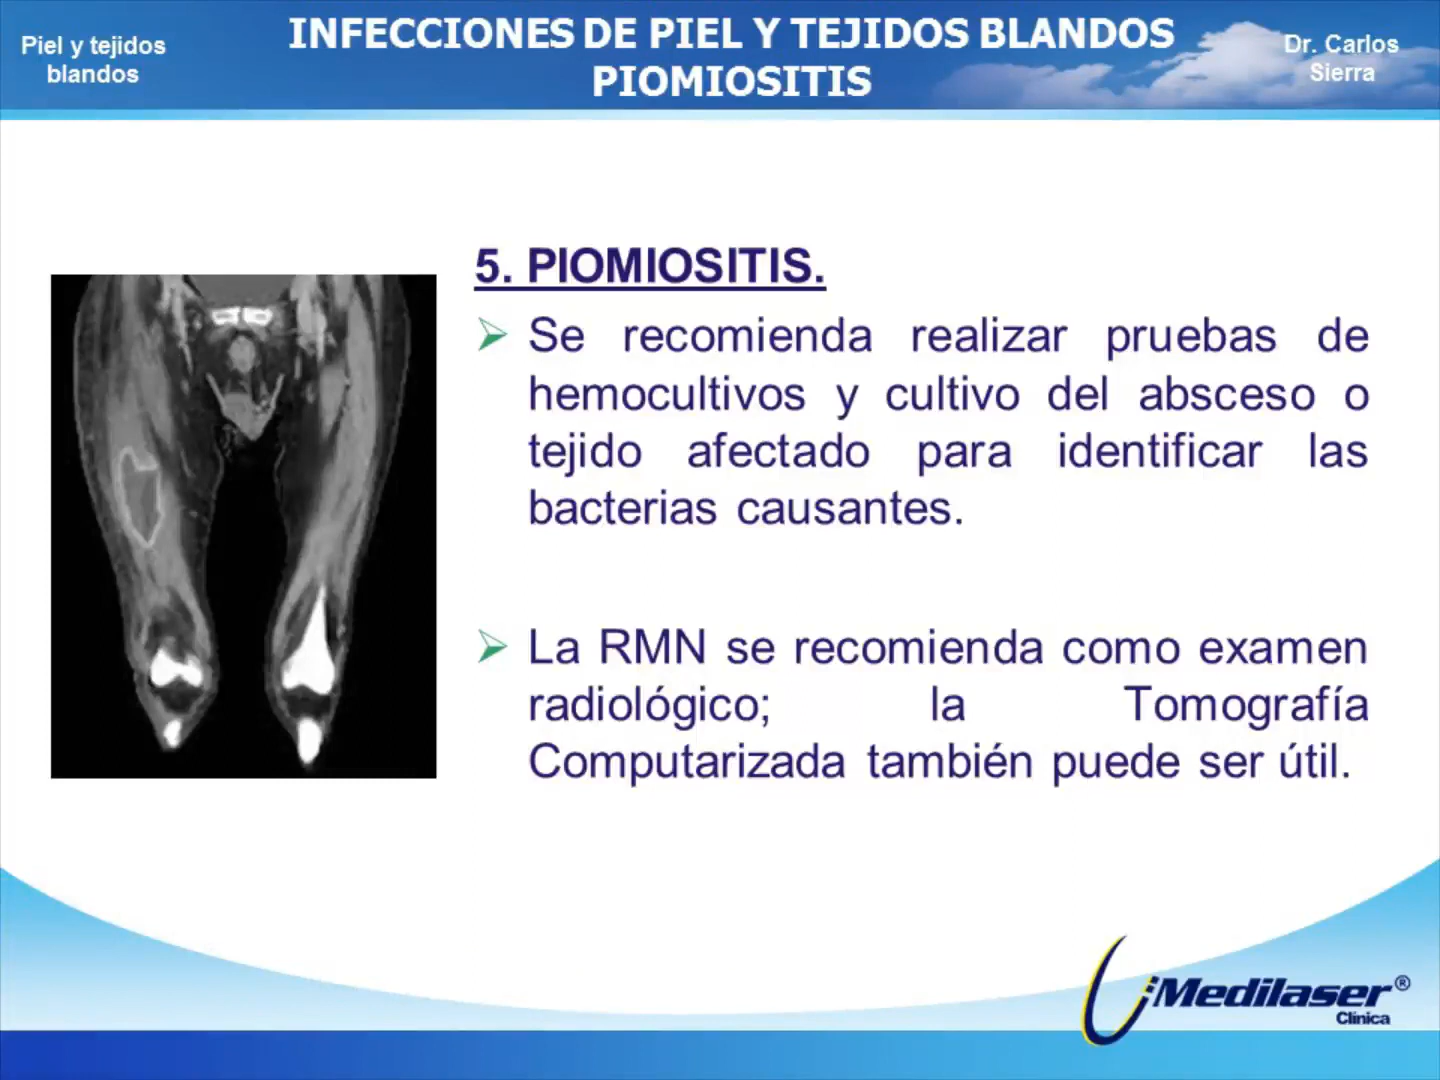 Piel y tejidos
blandos
INFECCIONES DE PIEL Y TEJIDOS BLANDOS
PIOMIOSITIS
Dr. Carlos
Sierra
5. PIOMIOSITIS.
➢ Se recomienda realizar pruebas de
hemocultivos y cultivo del absceso o
tejido afectado para identificar las
bacterias causantes.
➢ La RMN se recomienda como examen
radiológico; la Tomografía
Computarizada también puede ser útil.
Medilaser®
Clínica